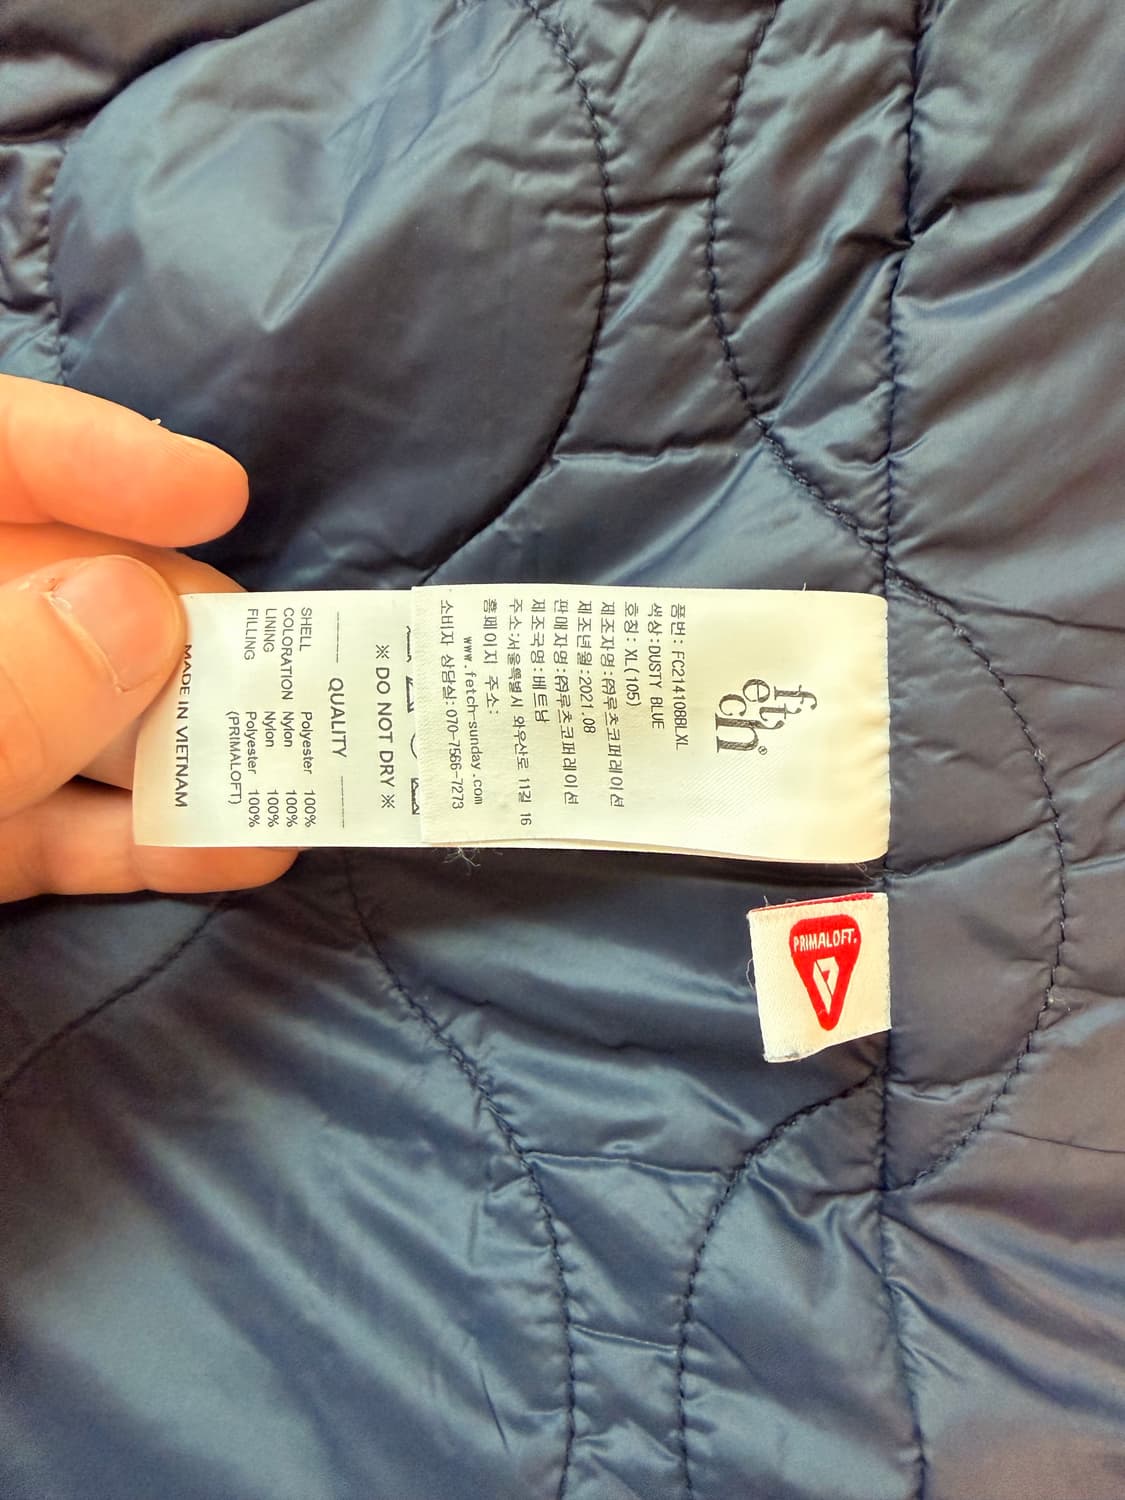 fetch®
품번: FC214108BLXL
색상:DUSTY BLUE
호칭: XL(105)
제조자명:㈜루츠코퍼레이션
제조년월:2021.08
판매자명:㈜루츠코퍼레이션
제조국명:베트남
주소:서울특별시 와우산로 11길 16
홈페이지 주소:
www.fetch-sunday.com
소비자 상담실:070-7566-7273
※ DO NOT DRY ※
QUALITY
SHELL Polyester 100%
COLORATION Nylon 100%
LINING Nylon 100%
FILLING Polyester 100%
(PRIMALOFT)
MADE IN VIETNAM
PRIMALOFT.